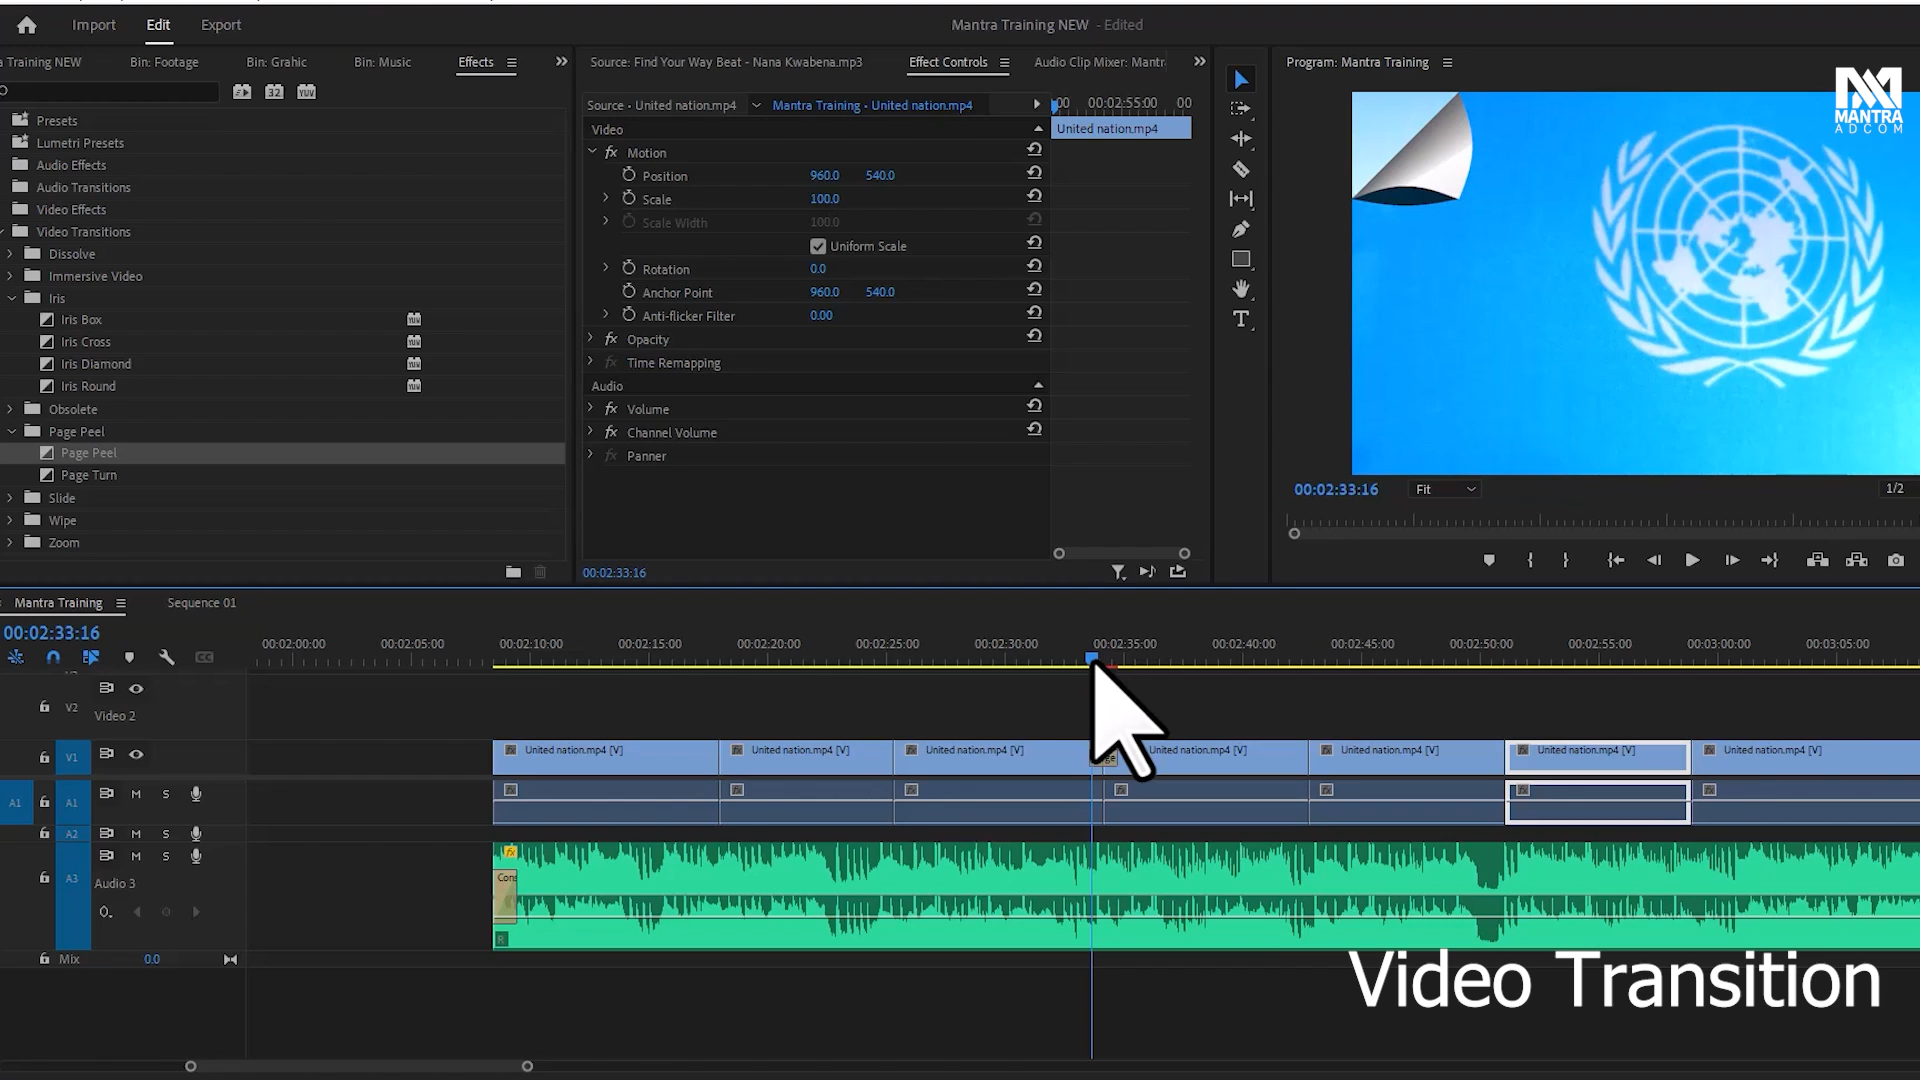 Import Edit Export Mantra Training NEW - Edited
a Training NEW Bin: Footage Bin: Grahic Bin: Music Effects
Source: Find Your Way Beat - Nana Kwabena.mp3 Effect Controls Audio Clip Mixer: Mantr
Program: Mantra Training
MANTRA
ADCOM
32 YUV
Presets
Lumetri Presets
Audio Effects
Audio Transitions
Video Effects
Video Transitions
Dissolve
Immersive Video
Iris
Iris Box
Iris Cross
Iris Diamond
Iris Round
Obsolete
Page Peel
Page Peel
Page Turn
Slide
Wipe
Zoom
Source • United nation.mp4 Mantra Training • United nation.mp4
00 00:02:55:00 00
Video United nation.mp4
fx Motion
Position 960.0 540.0
Scale 100.0
Scale Width 100.0
Uniform Scale
Rotation 0.0
Anchor Point 960.0 540.0
Anti-flicker Filter 0.00
fx Opacity
fx Time Remapping
Audio
fx Volume
fx Channel Volume
fx Panner
00:02:33:16
T
00:02:33:16 Fit 1/2
Mantra Training Sequence 01
00:02:33:16
00:02:00:00 00:02:05:00 00:02:10:00 00:02:15:00 00:02:20:00 00:02:25:00 00:02:30:00 00:02:35:00 00:02:40:00 00:02:45:00 00:02:50:00 00:02:55:00 00:03:00:00 00:03:05:00
CC
V2
Video 2
V1
United nation.mp4 [V] United nation.mp4 [V] United nation.mp4 [V] United nation.mp4 [V] United nation.mp4 [V] United nation.mp4 [V] United nation.mp4 [V]
A1 A1 M S
A2 M S
M S
A3
Audio 3
Cons
R
Mix 0.0
Video Transition